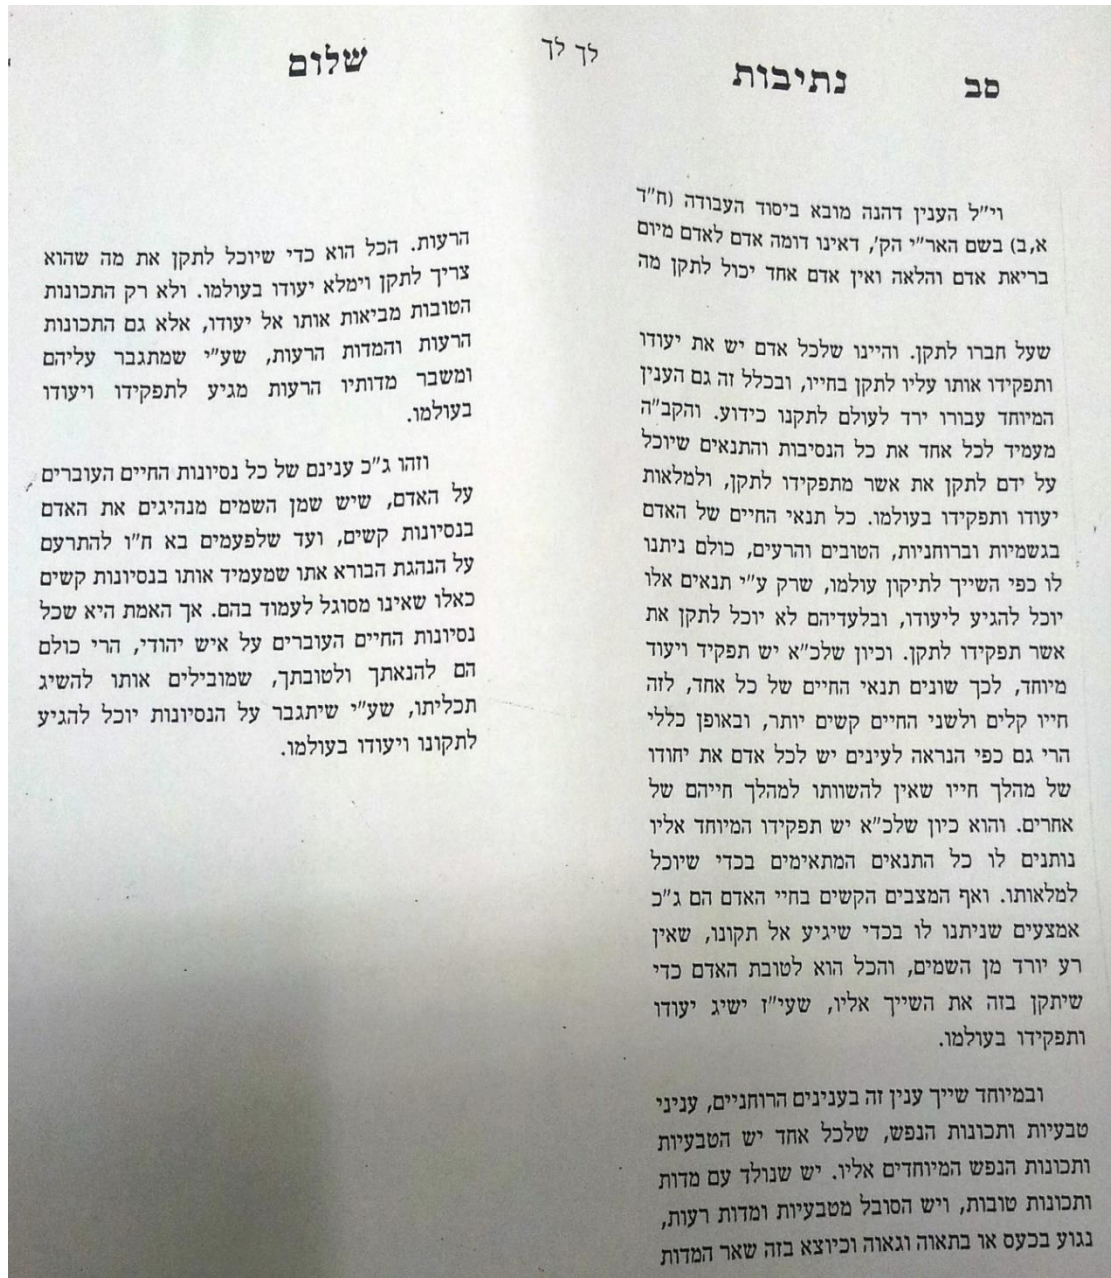 סב נתיבות לך לך שלום
וי"ל הענין דהנה מובא ביסוד העבודה (ח"ד
א,ב) בשם האר"י הק', דאינו דומה אדם לאדם מיום
בריאת אדם והלאה ואין אדם אחד יכול לתקן מה
שעל חברו לתקן. והיינו שלכל אדם יש את יעודו
ותפקידו אותו עליו לתקן בחייו, ובכלל זה גם הענין
המיוחד עבורו ירד לעולם לתקנו כידוע. והקב"ה
מעמיד לכל אחד את כל הנסיבות והתנאים שיוכל
על ידם לתקן את אשר מתפקידו לתקן, ולמלאות
יעודו ותפקידו בעולמו. כל תנאי החיים של האדם
בגשמיות וברוחניות, הטובים והרעים, כולם ניתנו
לו כפי השייך לתיקון עולמו, שרק ע"י תנאים אלו
יוכל להגיע ליעודו, ובלעדיהם לא יוכל לתקן את
אשר תפקידו לתקן. וכיון שלכ"א יש תפקיד ויעוד
מיוחד, לכך שונים תנאי החיים של כל אחד, לזה
חייו קלים ולשני החיים קשים יותר, ובאופן כללי
הרי גם כפי הנראה לעינים יש לכל אדם את יחודו
של מהלך חייו שאין להשוותו למהלך חייהם של
אחרים. והוא כיון שלכ"א יש תפקידו המיוחד אליו
נותנים לו כל התנאים המתאימים בכדי שיוכל
למלאותו. ואף המצבים הקשים בחיי האדם הם ג"כ
אמצעים שניתנו לו בכדי שיגיע אל תקונו, שאין
רע יורד מן השמים, והכל הוא לטובת האדם כדי
שיתקן בזה את השייך אליו, שעי"ז ישיג יעודו
ותפקידו בעולמו.
ובמיוחד שייך ענין זה בענינים הרוחניים, עניני
טבעיות ותכונות הנפש, שלכל אחד יש הטבעיות
ותכונות הנפש המיוחדים אליו. יש שנולד עם מדות
ותכונות טובות, ויש הסובל מטבעיות ומדות רעות,
נגוע בכעס או בתאוה וגאוה וכיוצא בזה שאר המדות
הרעות. הכל הוא כדי שיוכל לתקן את מה שהוא
צריך לתקן וימלא יעודו בעולמו. ולא רק התכונות
הטובות מביאות אותו אל יעודו, אלא גם התכונות
הרעות והמדות הרעות, שע"י שמתגבר עליהם
ומשבר מדותיו הרעות מגיע לתפקידו ויעודו
בעולמו.
וזהו ג"כ ענינם של כל נסיונות החיים העוברים
על האדם, שיש שמן השמים מנהיגים את האדם
בנסיונות קשים, ועד שלפעמים בא ח"ו להתרעם
על הנהגת הבורא אתו שמעמיד אותו בנסיונות קשים
כאלו שאינו מסוגל לעמוד בהם. אך האמת היא שכל
נסיונות החיים העוברים על איש יהודי, הרי כולם
הם להנאתך ולטובתך, שמובילים אותו להשיג
תכליתו, שע"י שיתגבר על הנסיונות יוכל להגיע
לתקונו ויעודו בעולמו.